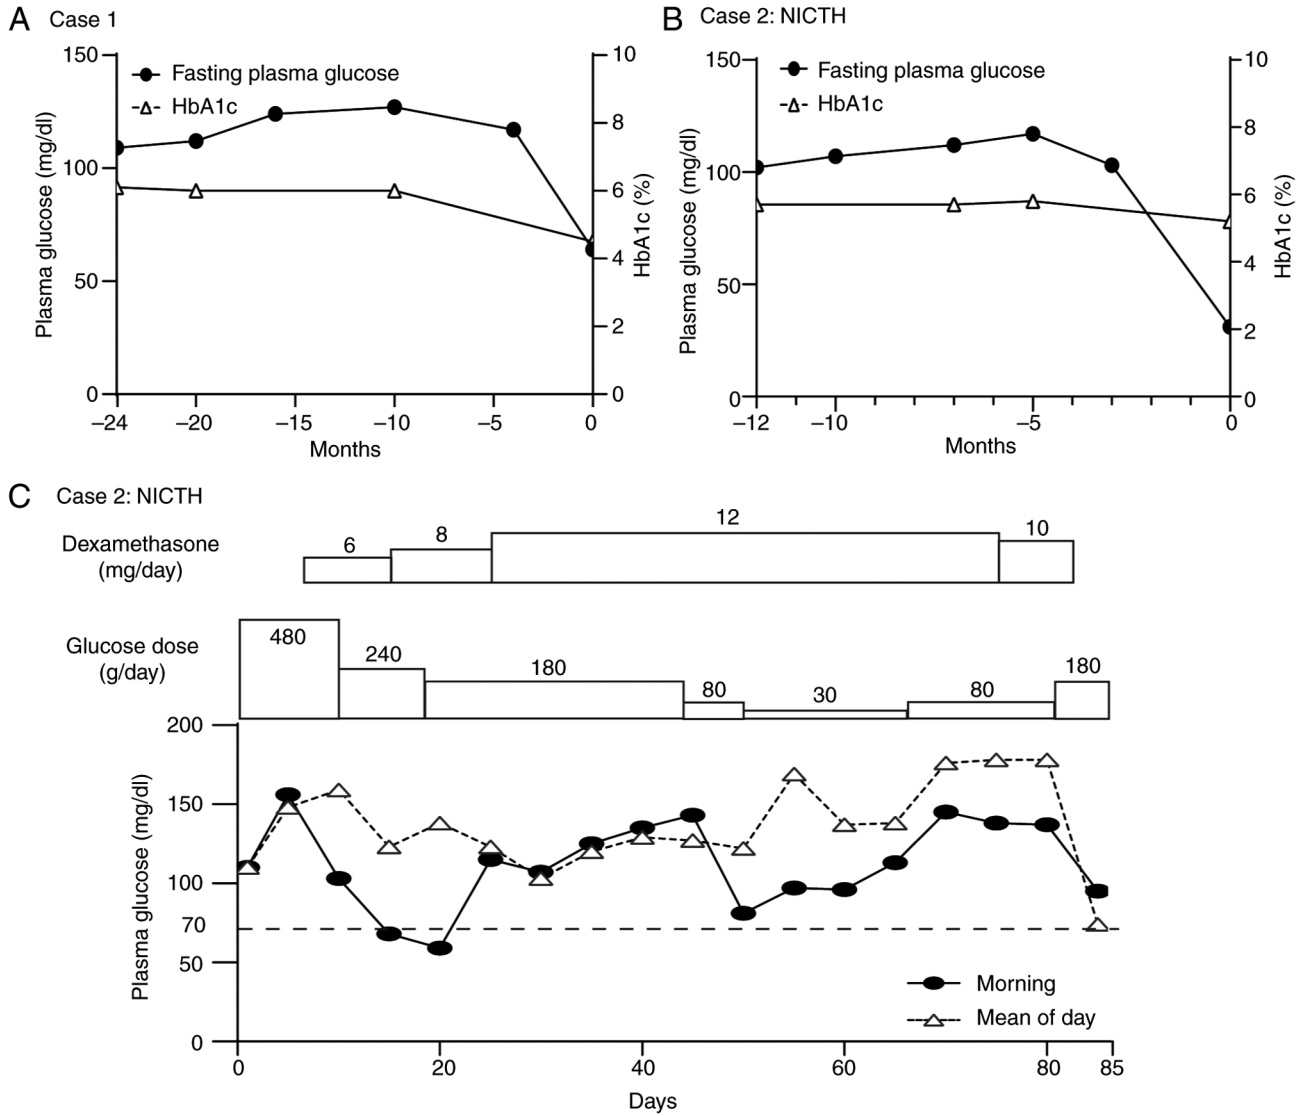 A Case 1
150
100
50
0
Plasma glucose (mg/dl)
Fasting plasma glucose
HbA1c
10
8
6
4
2
0
HbA1c (%)
–24 –20 –15 –10 –5 0
Months
B Case 2: NICTH
150
100
50
0
Plasma glucose (mg/dl)
Fasting plasma glucose
HbA1c
10
8
6
4
2
0
HbA1c (%)
–12 –10 –5 0
Months
C Case 2: NICTH
Dexamethasone
(mg/day)
6 8 12 10
Glucose dose
(g/day)
480 240 180 80 30 80 180
200
150
100
70
50
0
Plasma glucose (mg/dl)
Morning
Mean of day
0 20 40 60 80 85
Days